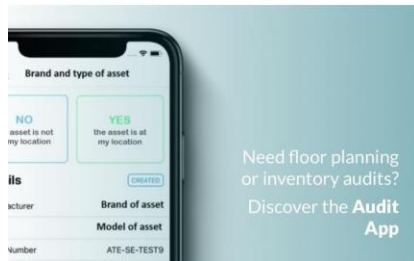 Brand and type of asset
NO
asset is not
my location
YES
the asset is at
my location
ils
CREATED
acturer
Brand of asset
Model of asset
Number
ATE-SE-TEST9
Need floor planning
or inventory audits?
Discover the Audit
App